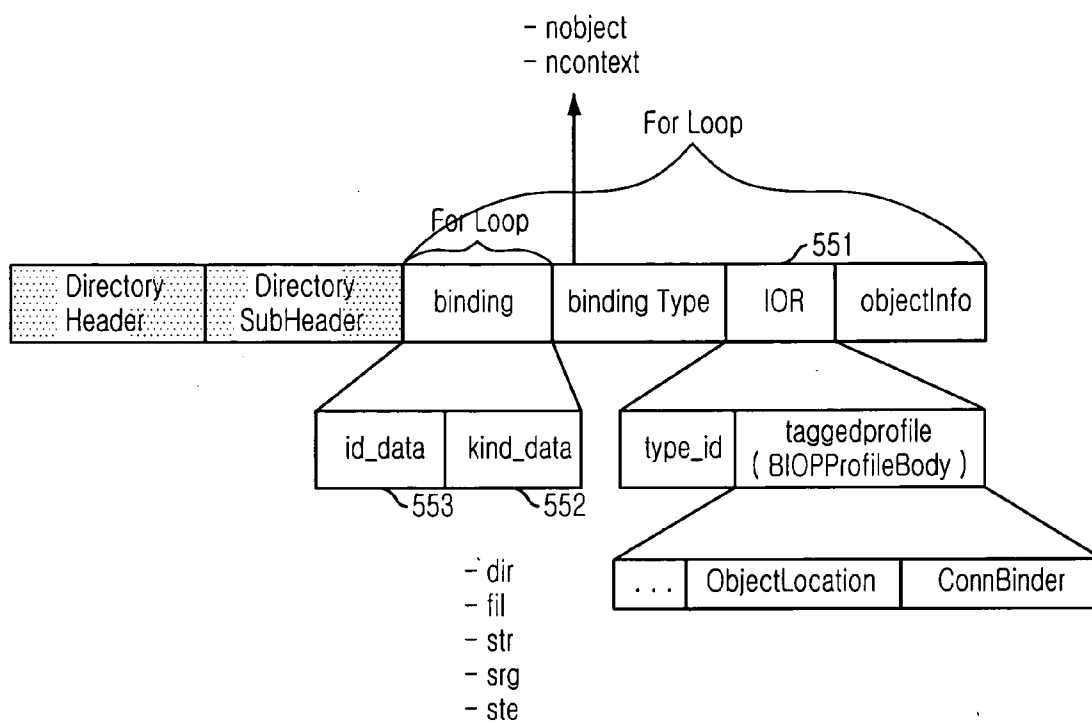 - nobject
- ncontext
For Loop
For Loop
551
Directory
Header
Directory
SubHeader
binding
binding Type
IOR
objectInfo
id_data
kind_data
type_id
taggedprofile
( BIOPProfileBody )
553
552
...
ObjectLocation
ConnBinder
- dir
- fil
- str
- srg
- ste